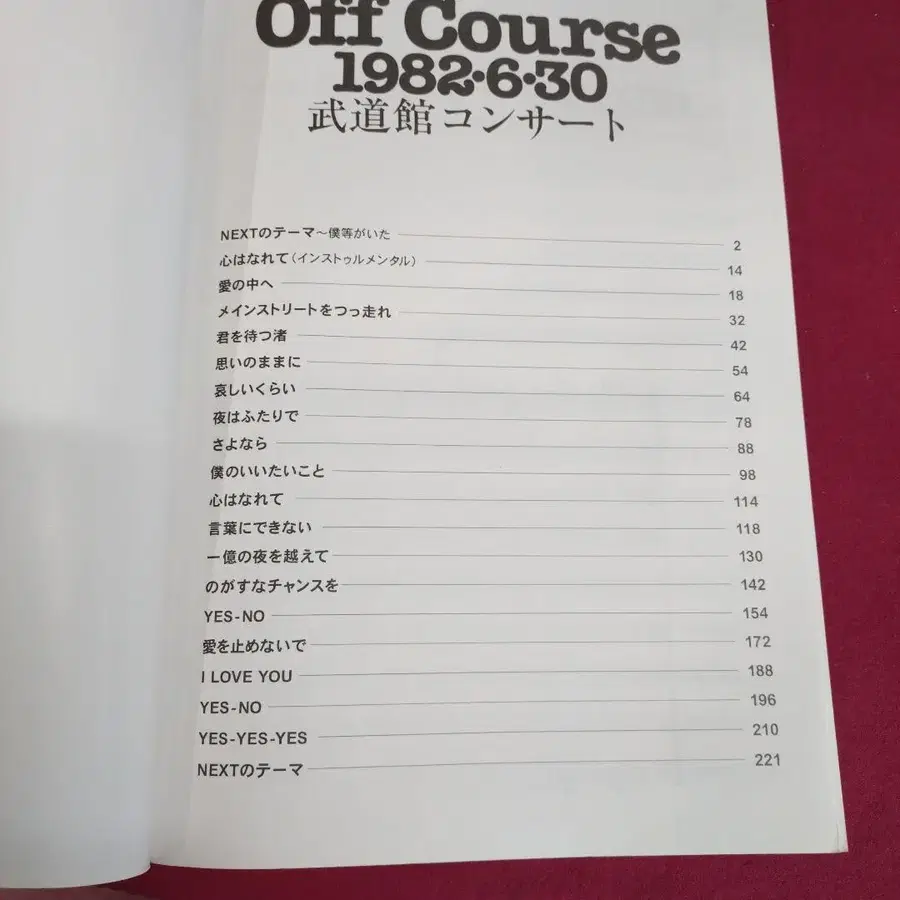 Off Course
1982・6・30
武道館コンサート
NEXTのテーマ～僕等がいた 2
心はなれて(インストゥルメンタル) 14
愛の中へ 18
メインストリートをつっ走れ 32
君を待つ渚 42
思いのままに 54
哀しいくらい 64
夜はふたりで 78
さよなら 88
僕のいいたいこと 98
心はなれて 114
言葉にできない 118
一億の夜を越えて 130
のがすなチャンスを 142
YES-NO 154
愛を止めないで 172
I LOVE YOU 188
YES-NO 196
YES-YES-YES 210
NEXTのテーマ 221